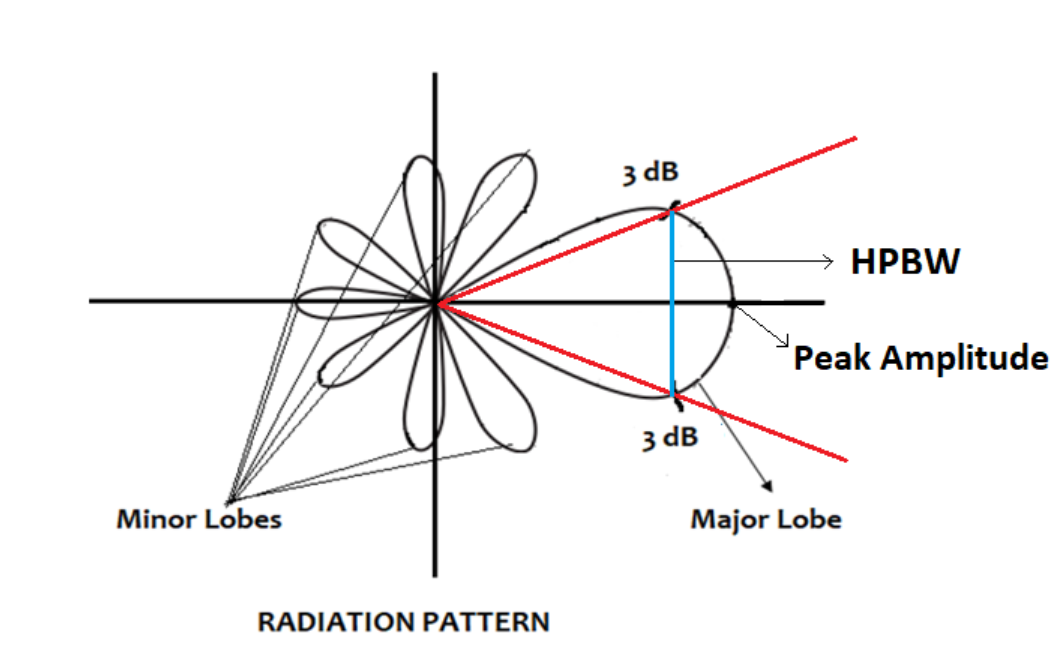 3 dB
HPBW
Peak Amplitude
3 dB
Minor Lobes
Major Lobe
RADIATION PATTERN